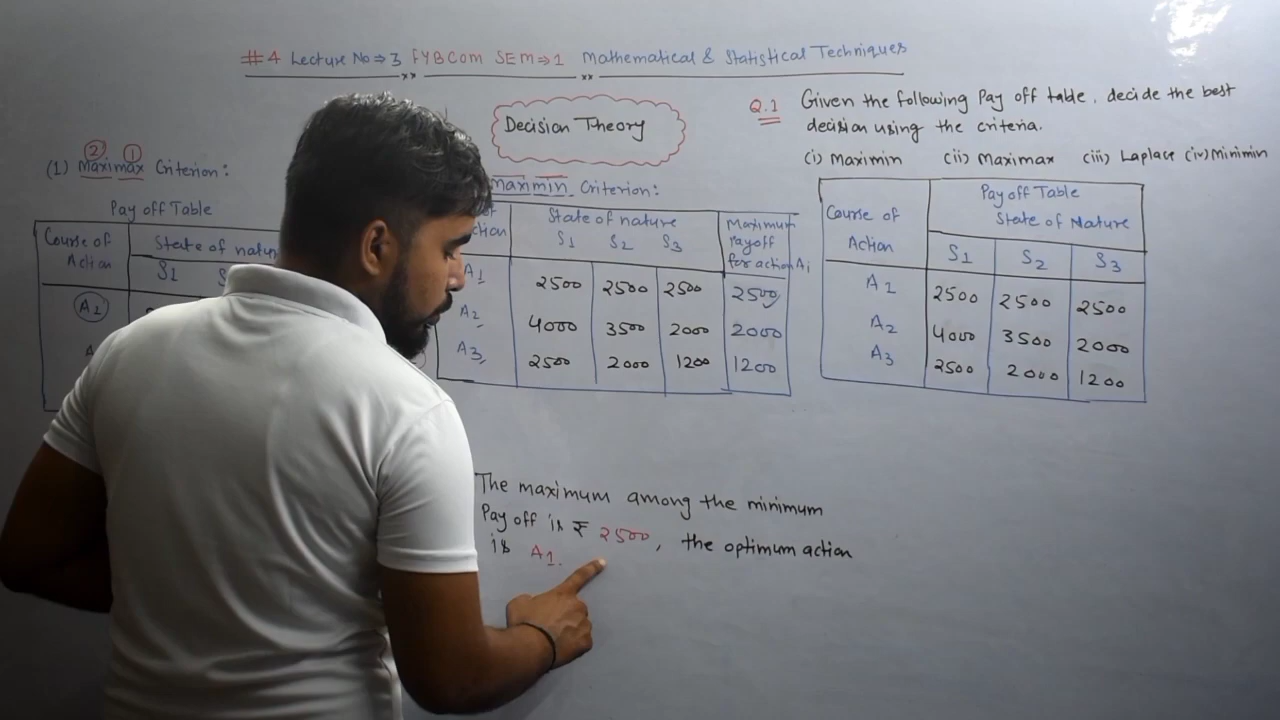 #4 Lecture No⇒3 FYBCom SEM⇒1 Mathematical & Statistical Techniques
Decision Theory
(1) Maximax Criterion:
2 1
Pay off Table
Course of Action
State of natur
S1 S
A2
A
Maximin Criterion:
State of nature
S1 S2 S3
Maximum Payoff for action Ai
A1 2500 2500 2500 2500
A2 4000 3500 2000 2000
A3 2500 2000 1200 1200
The maximum among the minimum
Pay off is ₹ 2500, the optimum action
is A1.
Q.1 Given the following Pay off table, decide the best
decision using the criteria.
(i) Maximin (ii) Maximax (iii) Laplace (iv) Minimin
Laplace
Course of Action
Pay off Table
State of Nature
S1 S2 S3
A1 2500 2500 2500
A2 4000 3500 2000
A3 2500 2000 1200